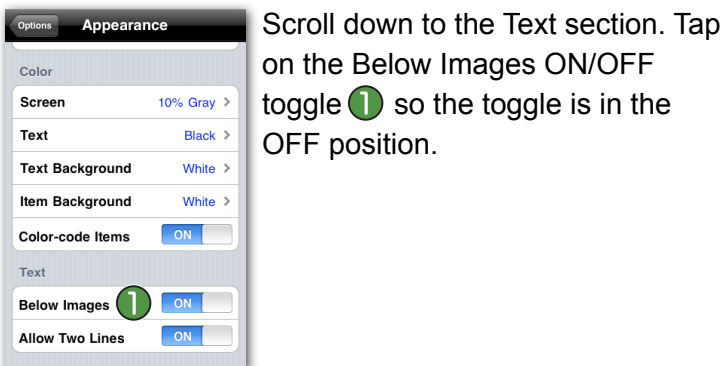 Options Appearance
Color
Screen 10% Gray >
Text Black >
Text Background White >
Item Background White >
Color-code Items ON
Text
Below Images 1 ON
Allow Two Lines ON
Scroll down to the Text section. Tap
on the Below Images ON/OFF
toggle 1 so the toggle is in the
OFF position.